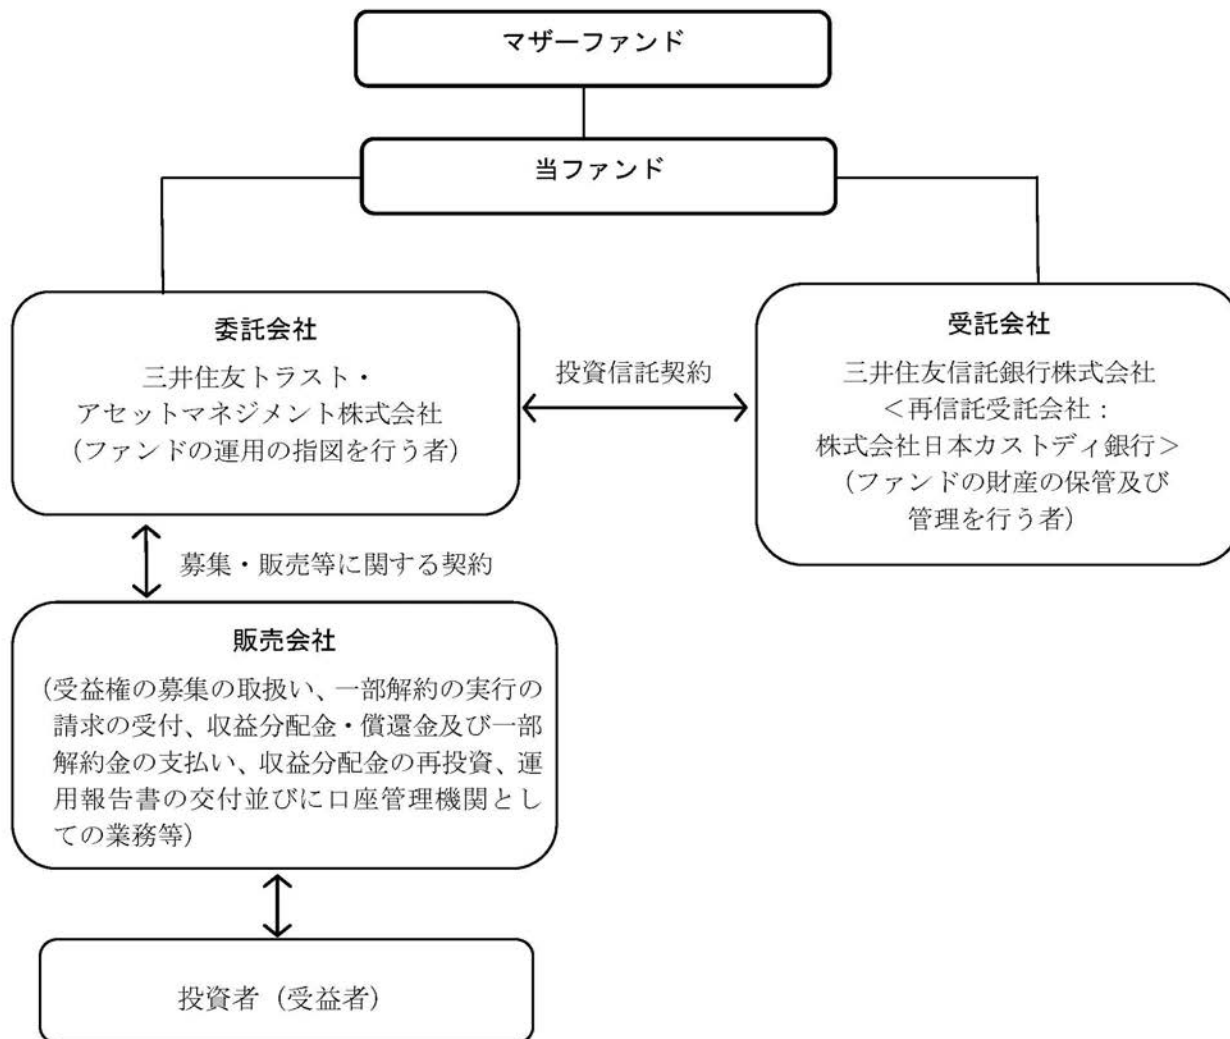 マザーファンド
当ファンド
委託会社
三井住友トラスト・
アセットマネジメント株式会社
（ファンドの運用の指図を行う者）
投資信託契約
受託会社
三井住友信託銀行株式会社
＜再信託受託会社：
株式会社日本カストディ銀行＞
（ファンドの財産の保管及び
管理を行う者）
募集・販売等に関する契約
販売会社
（受益権の募集の取扱い、一部解約の実行の
請求の受付、収益分配金・償還金及び一部
解約金の支払い、収益分配金の再投資、運
用報告書の交付並びに口座管理機関とし
ての業務等）
投資者（受益者）